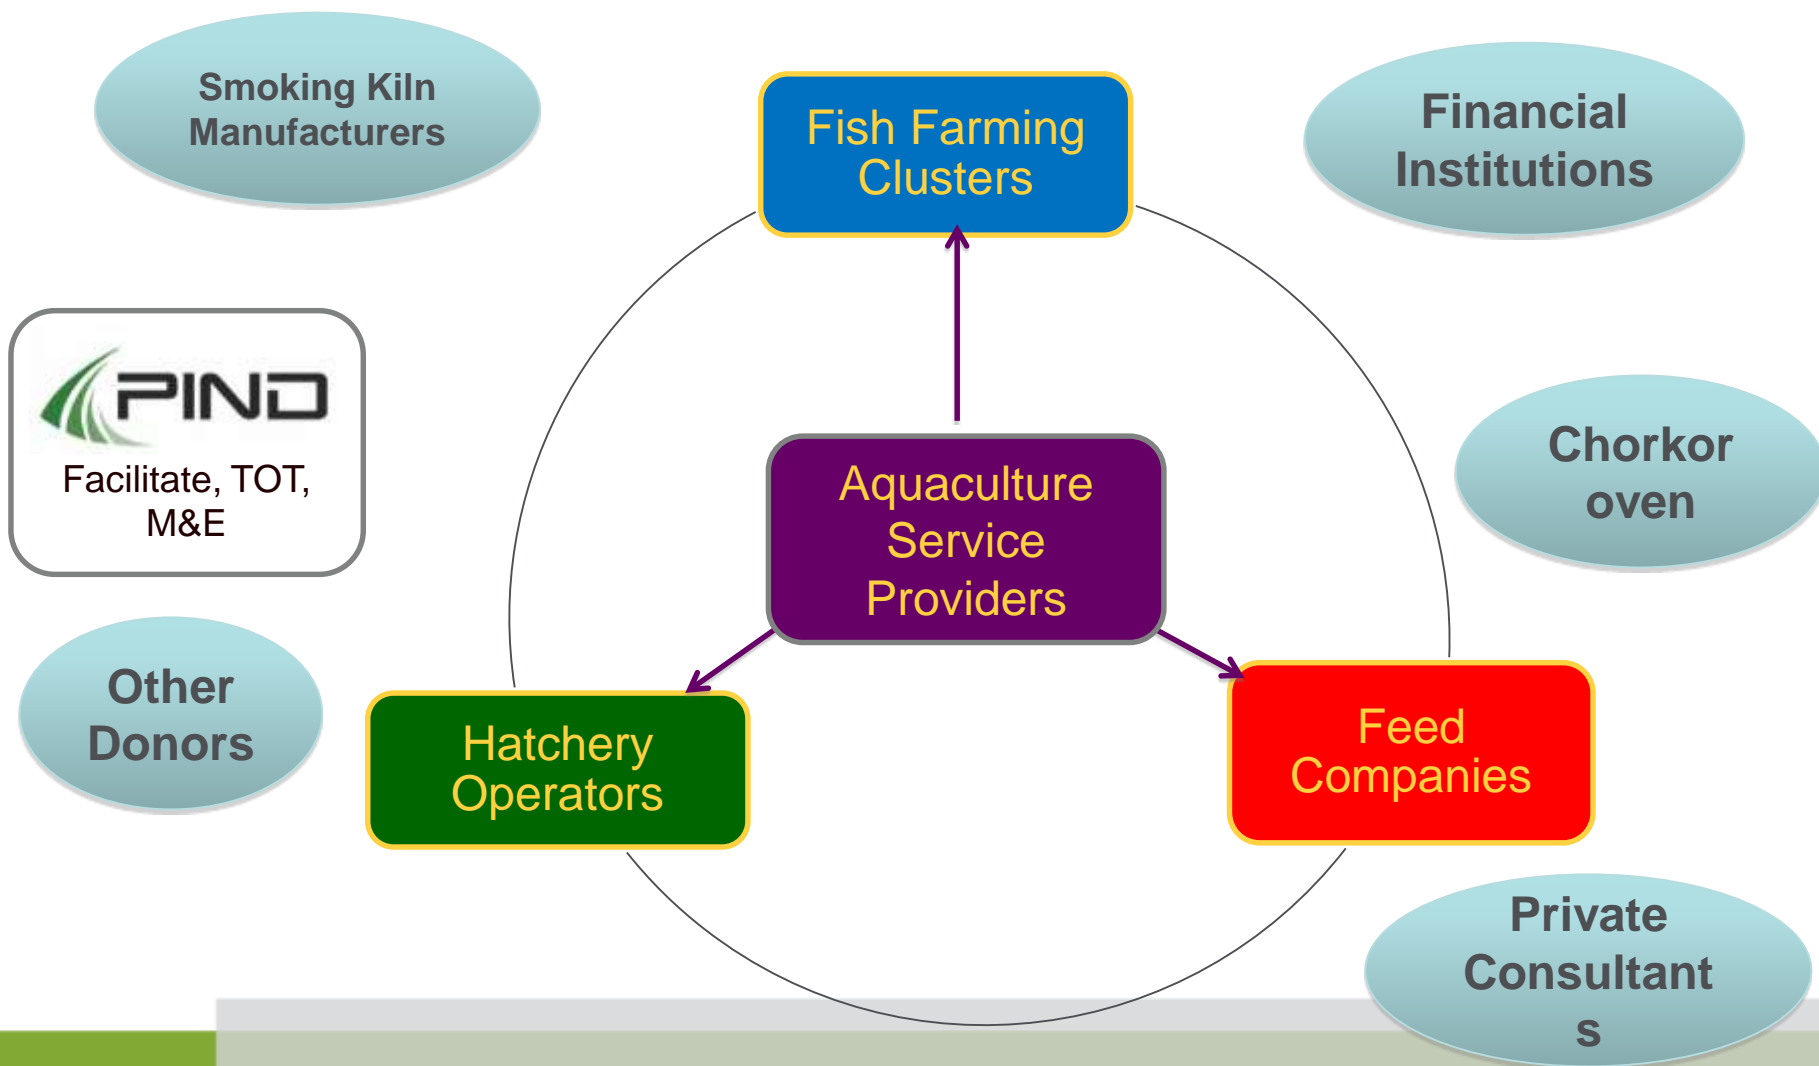 Smoking Kiln
Manufacturers
Fish Farming
Clusters
Financial
Institutions
PIND
Facilitate, TOT,
M&E
Aquaculture
Service
Providers
Chorkor
oven
Other
Donors
Hatchery
Operators
Feed
Companies
Private
Consultant
s